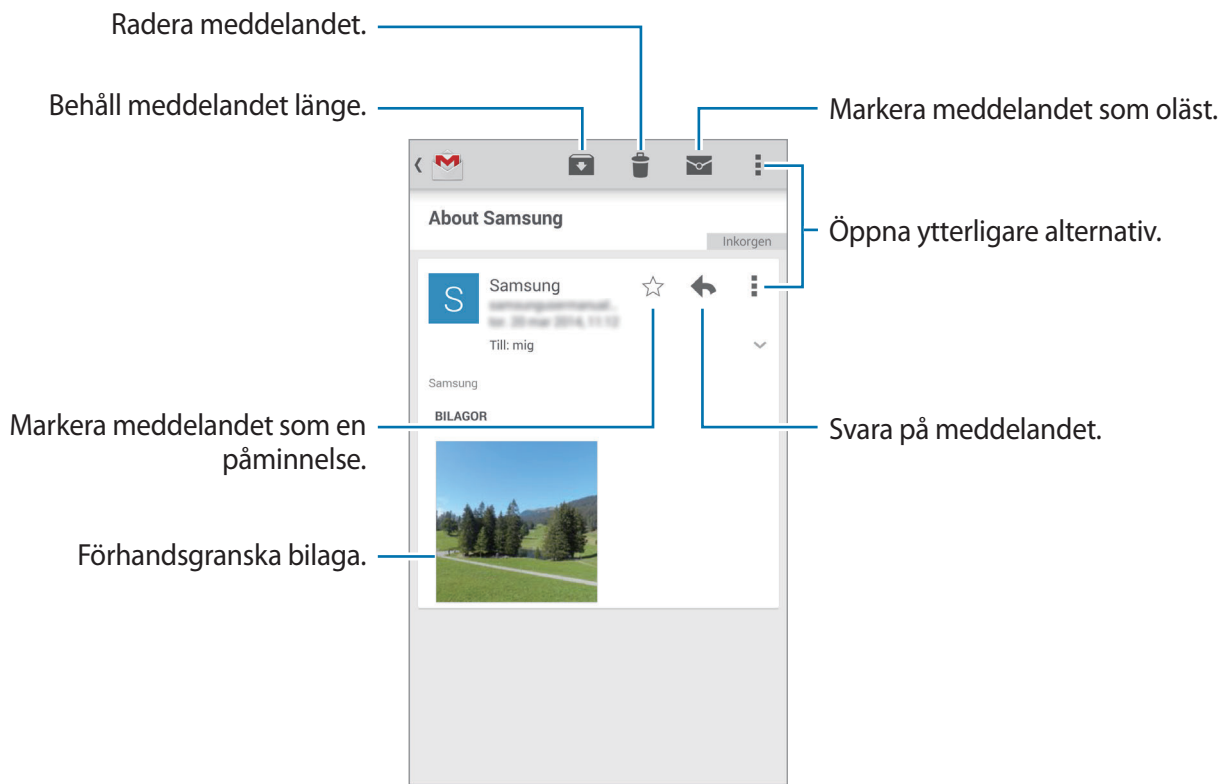 Radera meddelandet.
Behåll meddelandet länge.
Markera meddelandet som oläst.
About Samsung
Inkorgen
Öppna ytterligare alternativ.
S
Samsung
Till: mig
Samsung
BILAGOR
Markera meddelandet som en
påminnelse.
Svara på meddelandet.
Förhandsgranska bilaga.